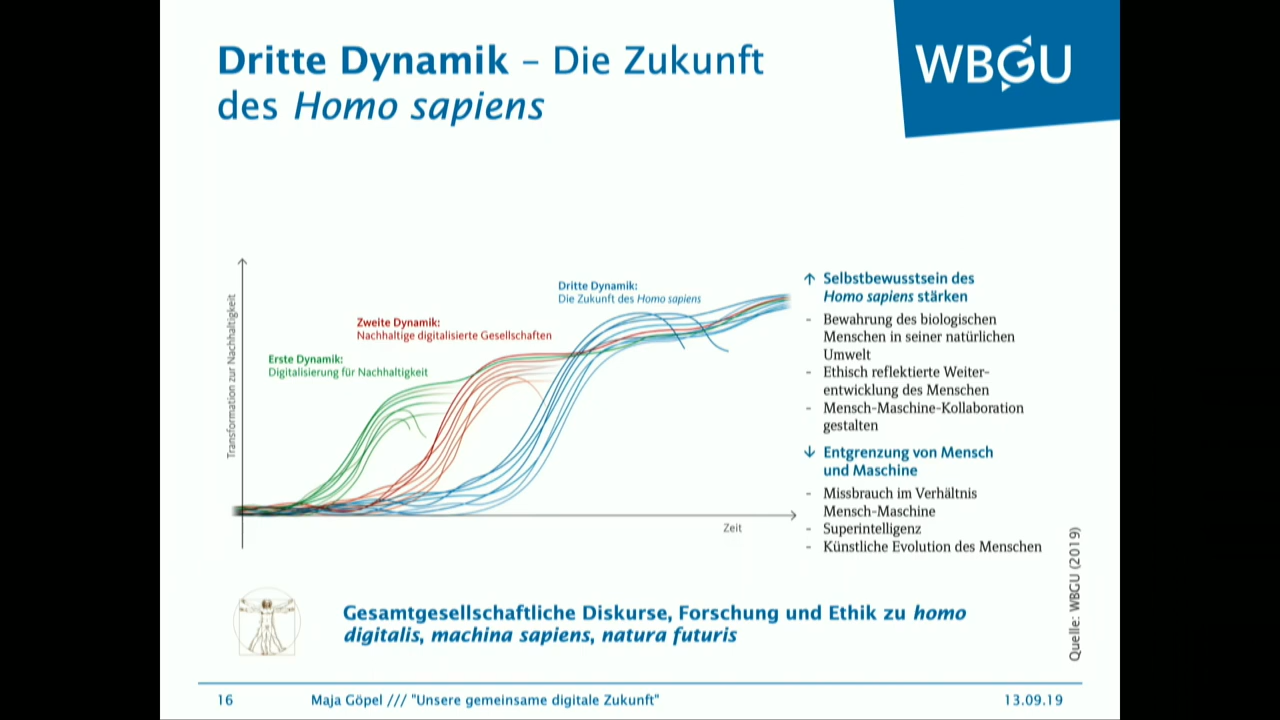 Dritte Dynamik – Die Zukunft
des Homo sapiens
WBGU
Transformation zur Nachhaltigkeit
Erste Dynamik:
Digitalisierung für Nachhaltigkeit
Zweite Dynamik:
Nachhaltige digitalisierte Gesellschaften
Dritte Dynamik:
Die Zukunft des Homo sapiens
Zeit
↑ Selbstbewusstsein des
Homo sapiens stärken
- Bewahrung des biologischen
Menschen in seiner natürlichen
Umwelt
- Ethisch reflektierte Weiter-
entwicklung des Menschen
- Mensch-Maschine-Kollaboration
gestalten
↓ Entgrenzung von Mensch
und Maschine
- Missbrauch im Verhältnis
Mensch-Maschine
- Superintelligenz
- Künstliche Evolution des Menschen
Quelle: WBGU (2019)
Gesamtgesellschaftliche Diskurse, Forschung und Ethik zu homo
digitalis, machina sapiens, natura futuris
16
Maja Göpel /// "Unsere gemeinsame digitale Zukunft"
13.09.19